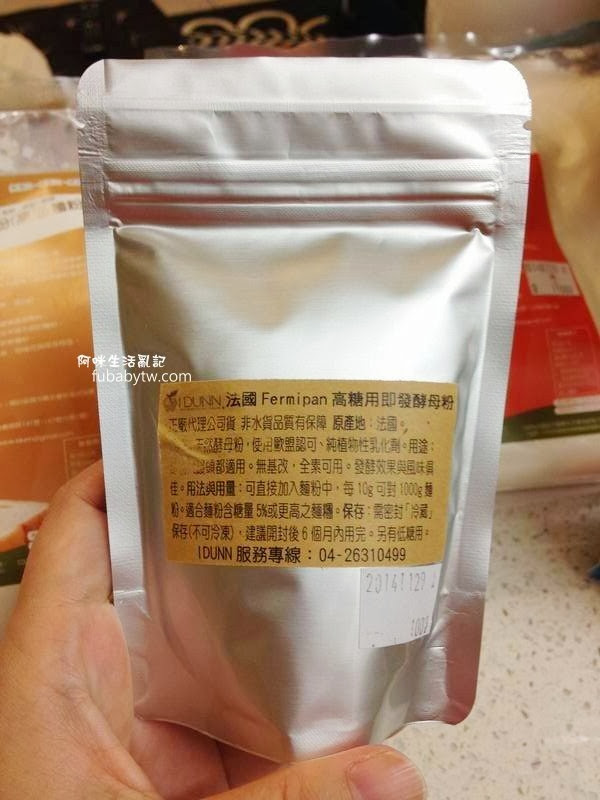 阿咪生活亂記
fubabytw.com
IDUNN 法國 Fermipan 高糖用即發酵母粉
正廠代理公司貨 非水貨品質有保障 原產地：法國。
天然酵母粉，使用歐盟認可、純植物性乳化劑。用途：
頭都適用。無基改，全素可用。發酵效果與風味俱
佳。用法與用量：可直接加入麵粉中，每 10g 可對 1000g 麵
粉。適合麵粉含糖量 5%或更高之麵糰。保存：需密封「冷藏」
保存(不可冷凍)，建議開封後 6 個月內用完。另有低糖用。
IDUNN 服務專線：04-26310499
20141129